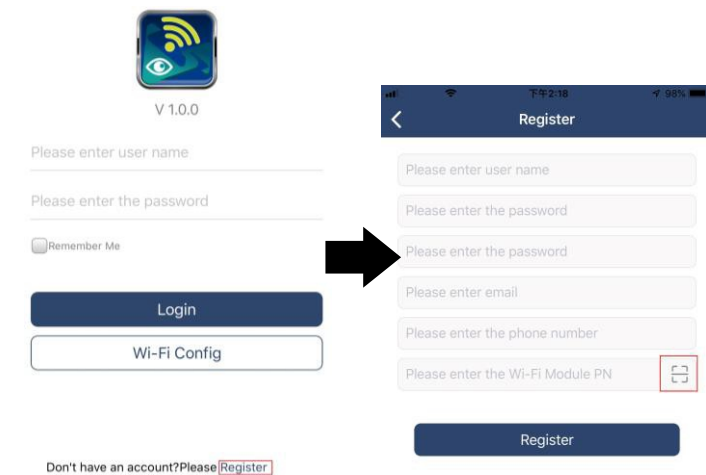 V 1.0.0
Please enter user name
Please enter the password
Remember Me
Login
Wi-Fi Config
Don't have an account?Please Register
下午2:18
98%
Register
Please enter user name
Please enter the password
Please enter the password
Please enter email
Please enter the phone number
Please enter the Wi-Fi Module PN
Register